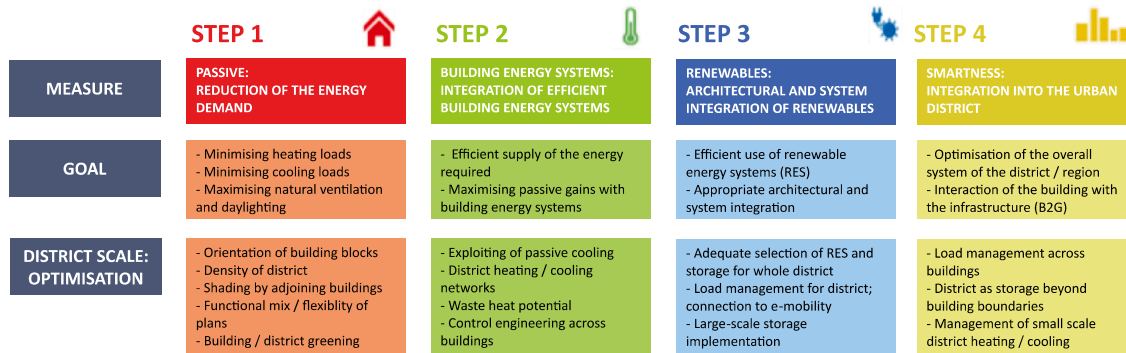 STEP 1
STEP 2
STEP 3
STEP 4
MEASURE
PASSIVE:
REDUCTION OF THE ENERGY
DEMAND
BUILDING ENERGY SYSTEMS:
INTEGRATION OF EFFICIENT
BUILDING ENERGY SYSTEMS
RENEWABLES:
ARCHITECTURAL AND SYSTEM
INTEGRATION OF RENEWABLES
SMARTNESS:
INTEGRATION INTO THE URBAN
DISTRICT
GOAL
- Minimising heating loads
- Minimising cooling loads
- Maximising natural ventilation
and daylighting
- Efficient supply of the energy
required
- Maximising passive gains with
building energy systems
- Efficient use of renewable
energy systems (RES)
- Appropriate architectural and
system integration
- Optimisation of the overall
system of the district / region
- Interaction of the building with
the infrastructure (B2G)
DISTRICT SCALE:
OPTIMISATION
- Orientation of building blocks
- Density of district
- Shading by adjoining buildings
- Functional mix / flexiblity of
plans
- Building / district greening
- Exploiting of passive cooling
- District heating / cooling
networks
- Waste heat potential
- Control engineering across
buildings
- Adequate selection of RES and
storage for whole district
- Load management for district;
connection to e-mobility
- Large-scale storage
implementation
- Load management across
buildings
- District as storage beyond
building boundaries
- Management of small scale
district heating / cooling